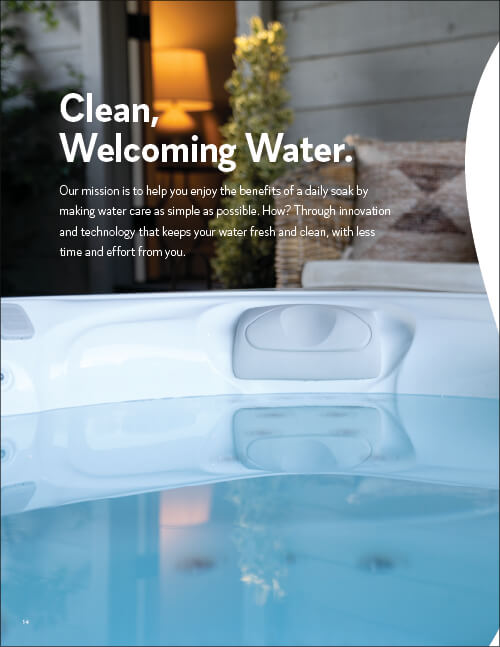 Clean,
Welcoming Water.
Our mission is to help you enjoy the benefits of a daily soak by
making water care as simple as possible. How? Through innovation
and technology that keeps your water fresh and clean, with less
time and effort from you.
14